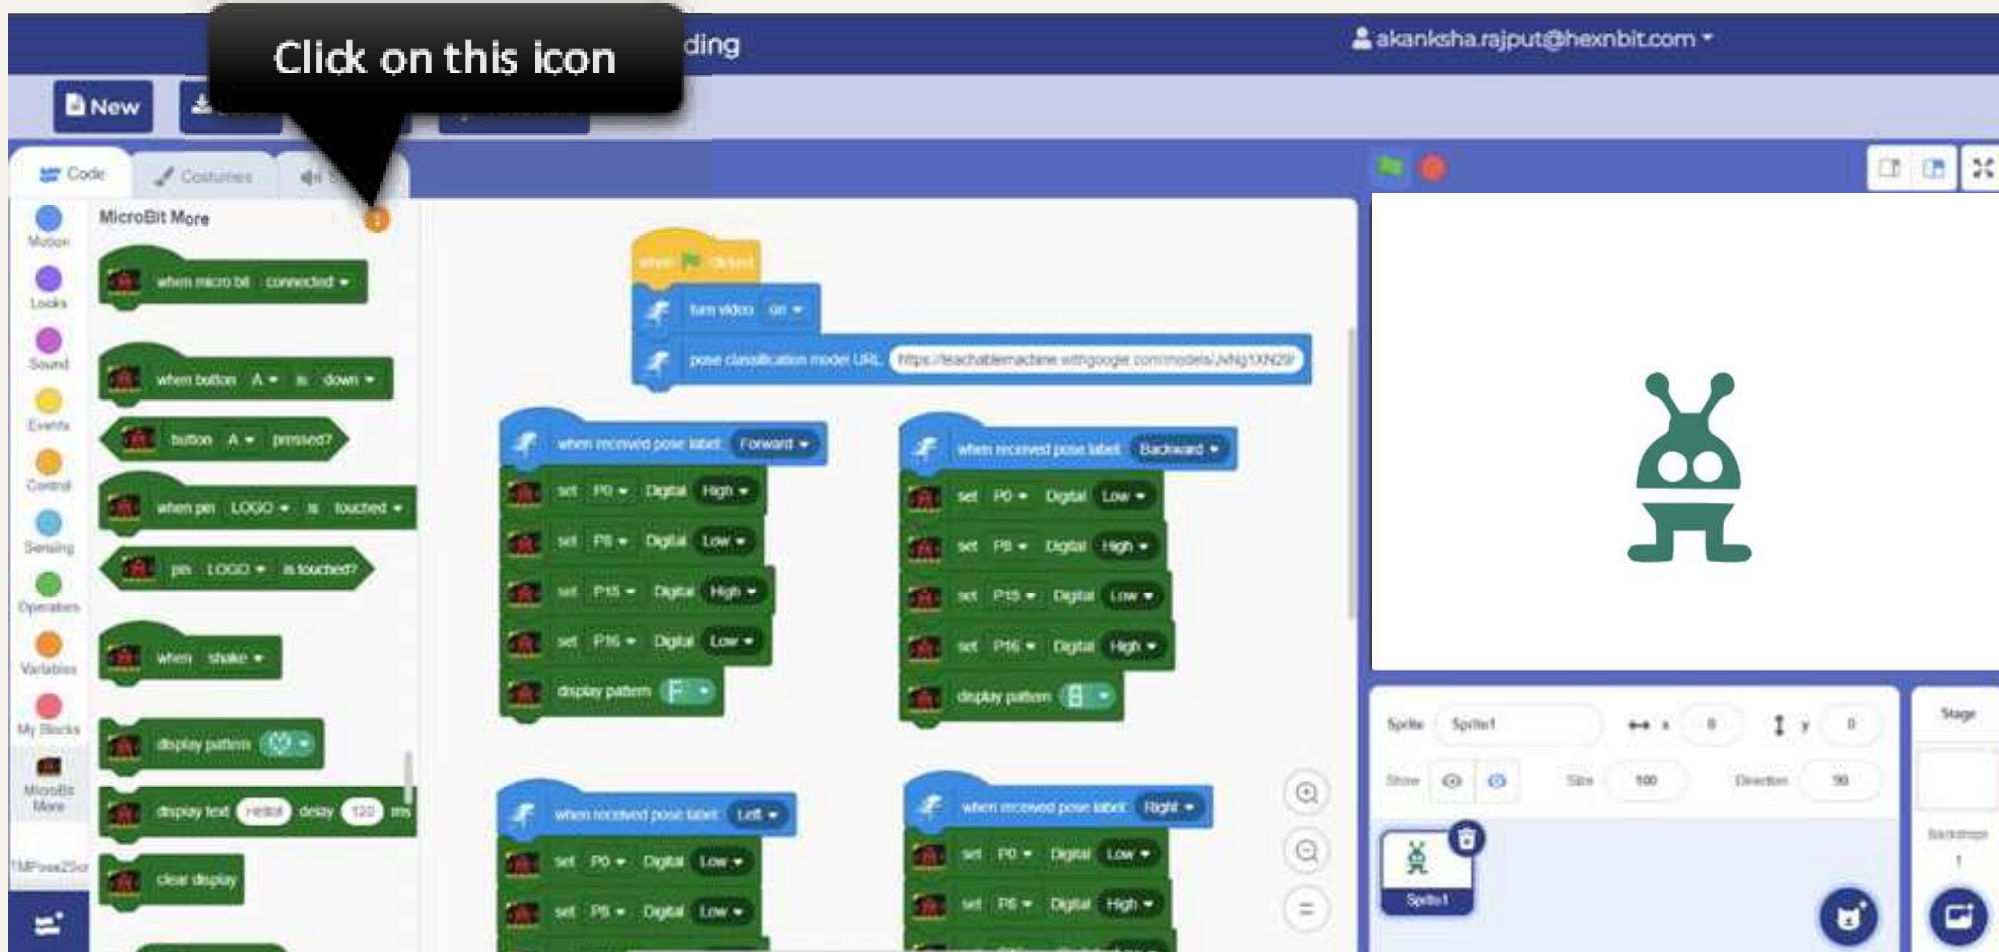 Click on this icon
ding
akanksha.rajput@hexnbit.com
New
Code
Costumes
MicroBit More
Motion
Looks
Sound
Events
Control
Sensing
Operators
Variables
My Blocks
MicroBit
More
when micro bit connected
when button A is down
button A pressed?
when pin LOGO is touched
pin LOGO is touched?
when shake
display pattern
display text Hello! delay 120 ms
clear display
when clicked
turn video on
pose classification model URL
when received pose label: Forward
set P0 Digital High
set P8 Digital Low
set P15 Digital High
set P16 Digital Low
display pattern
when received pose label: Backward
set P0 Digital Low
set P8 Digital High
set P15 Digital Low
set P16 Digital High
display pattern
when received pose label: Left
set P0 Digital Low
set P8 Digital Low
when received pose label: Right
set P0 Digital Low
set P8 Digital High
Sprite Sprite1 x 0 y 0
Show Size 100 Direction 90
Sprite1
Stage
Backdrops
1